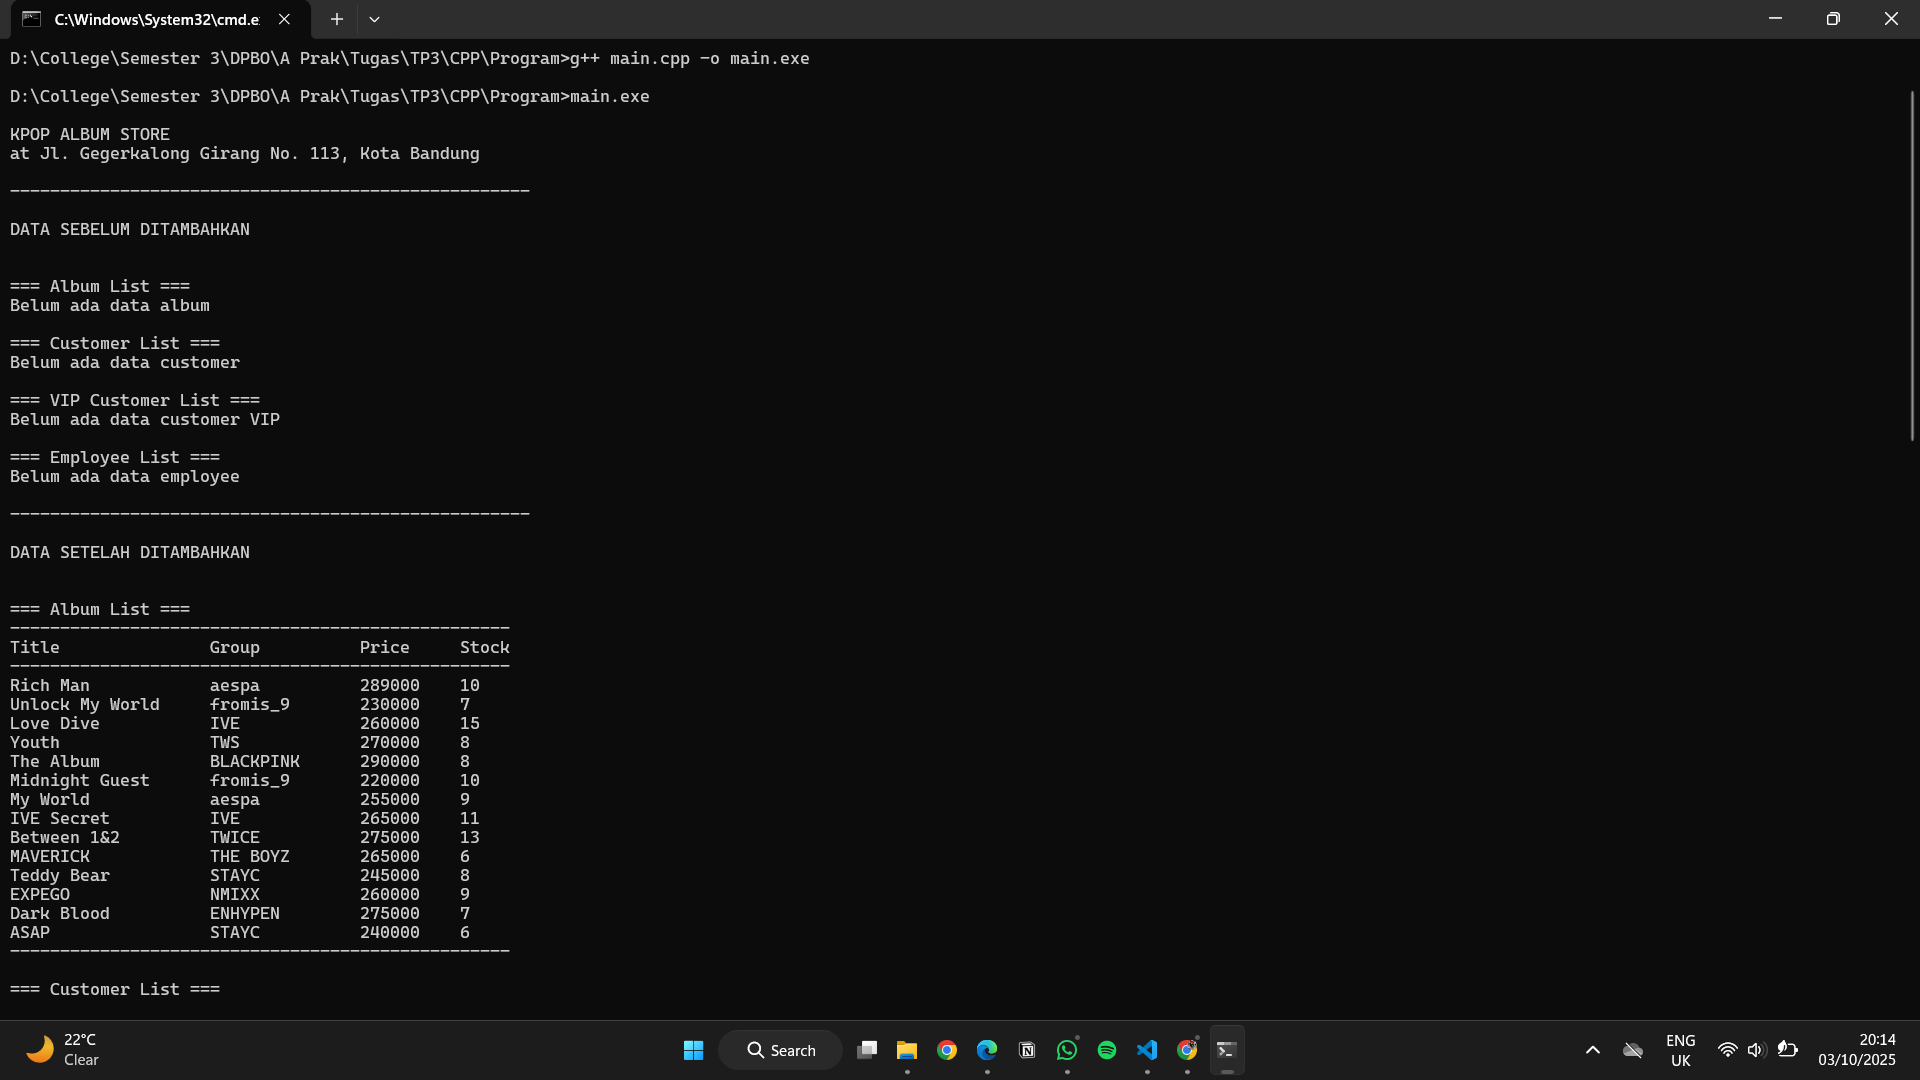 C:\Windows\System32\cmd.e
D:\College\Semester 3\DPBO\A Prak\Tugas\TP3\CPP\Program>g++ main.cpp -o main.exe
D:\College\Semester 3\DPBO\A Prak\Tugas\TP3\CPP\Program>main.exe
KPOP ALBUM STORE
at Jl. Gegerkalong Girang No. 113, Kota Bandung
----------------------------------------------------
DATA SEBELUM DITAMBAHKAN
=== Album List ===
Belum ada data album
=== Customer List ===
Belum ada data customer
=== VIP Customer List ===
Belum ada data customer VIP
=== Employee List ===
Belum ada data employee
----------------------------------------------------
DATA SETELAH DITAMBAHKAN
=== Album List ===
--------------------------------------------------
Title               Group          Price     Stock
--------------------------------------------------
Rich Man            aespa          289000    10
Unlock My World     fromis_9       230000    7
Love Dive           IVE            260000    15
Youth               TWS            270000    8
The Album           BLACKPINK      290000    8
Midnight Guest      fromis_9       220000    10
My World            aespa          255000    9
IVE Secret          IVE            265000    11
Between 1&2         TWICE          275000    13
MAVERICK            THE BOYZ       265000    6
Teddy Bear          STAYC          245000    8
EXPEGO              NMIXX          260000    9
Dark Blood          ENHYPEN        275000    7
ASAP                STAYC          240000    6
--------------------------------------------------
=== Customer List ===
22°C
Clear
Search
ENG
UK
20:14
03/10/2025